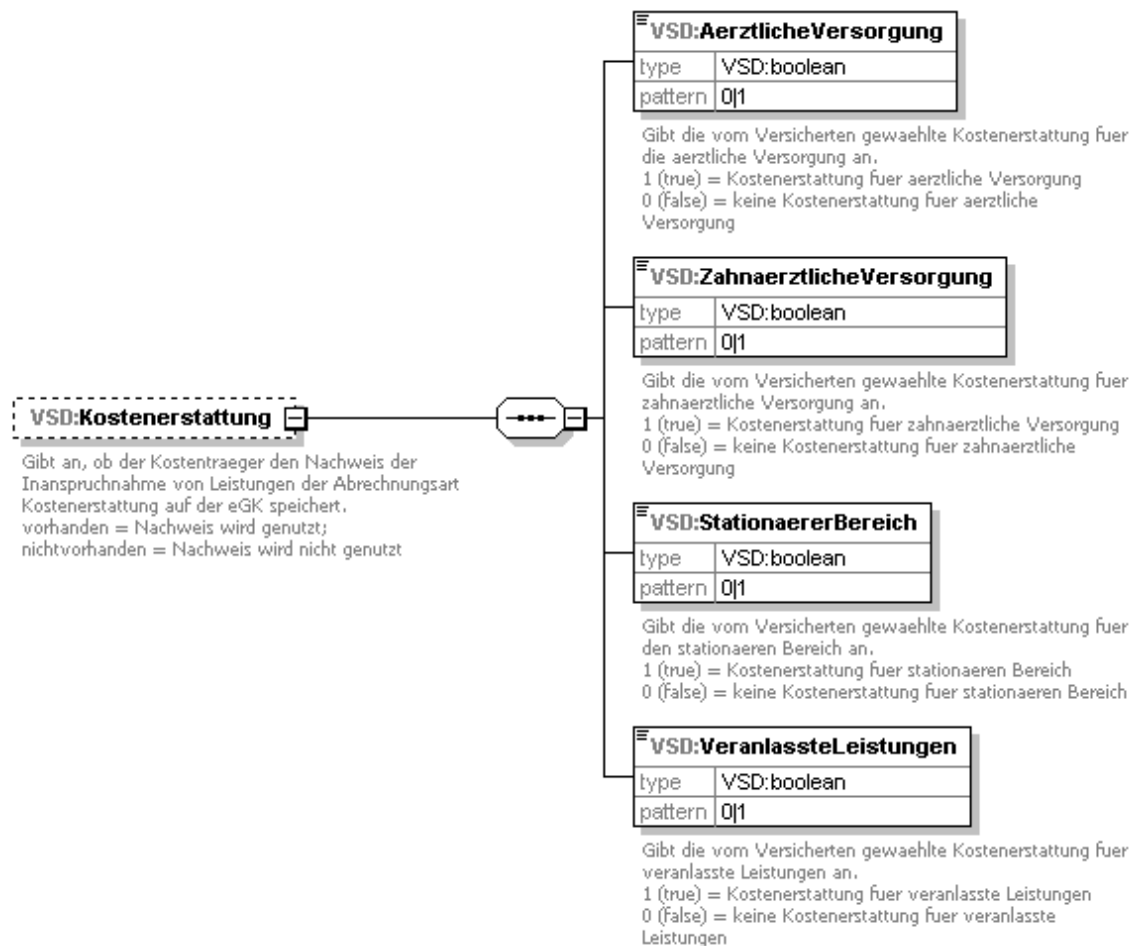 VSD:Kostenerstattung
Gibt an, ob der Kostentraeger den Nachweis der
Inanspruchnahme von Leistungen der Abrechnungsart
Kostenerstattung auf der eGK speichert.
vorhanden = Nachweis wird genutzt;
nichtvorhanden = Nachweis wird nicht genutzt
VSD:AerztlicheVersorgung
type VSD:boolean
pattern 0|1
Gibt die vom Versicherten gewaehlte Kostenerstattung fuer
die aerztliche Versorgung an.
1 (true) = Kostenerstattung fuer aerztliche Versorgung
0 (false) = keine Kostenerstattung fuer aerztliche
Versorgung
VSD:ZahnaerztlicheVersorgung
type VSD:boolean
pattern 0|1
Gibt die vom Versicherten gewaehlte Kostenerstattung fuer
zahnaerztliche Versorgung an.
1 (true) = Kostenerstattung fuer zahnaerztliche Versorgung
0 (false) = keine Kostenerstattung fuer zahnaerztliche
Versorgung
VSD:StationaererBereich
type VSD:boolean
pattern 0|1
Gibt die vom Versicherten gewaehlte Kostenerstattung fuer
den stationaeren Bereich an.
1 (true) = Kostenerstattung fuer stationaeren Bereich
0 (false) = keine Kostenerstattung fuer stationaeren Bereich
VSD:VeranlassteLeistungen
type VSD:boolean
pattern 0|1
Gibt die vom Versicherten gewaehlte Kostenerstattung fuer
veranlasste Leistungen an.
1 (true) = Kostenerstattung fuer veranlasste Leistungen
0 (false) = keine Kostenerstattung fuer veranlasste
Leistungen